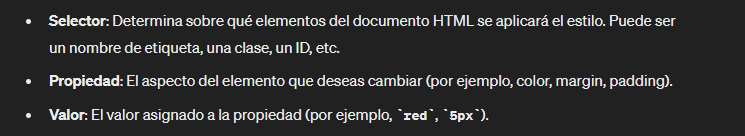 • Selector: Determina sobre qué elementos del documento HTML se aplicará el estilo. Puede ser
un nombre de etiqueta, una clase, un ID, etc.
• Propiedad: El aspecto del elemento que deseas cambiar (por ejemplo, color, margin, padding).
• Valor: El valor asignado a la propiedad (por ejemplo, `red`, `5px`).